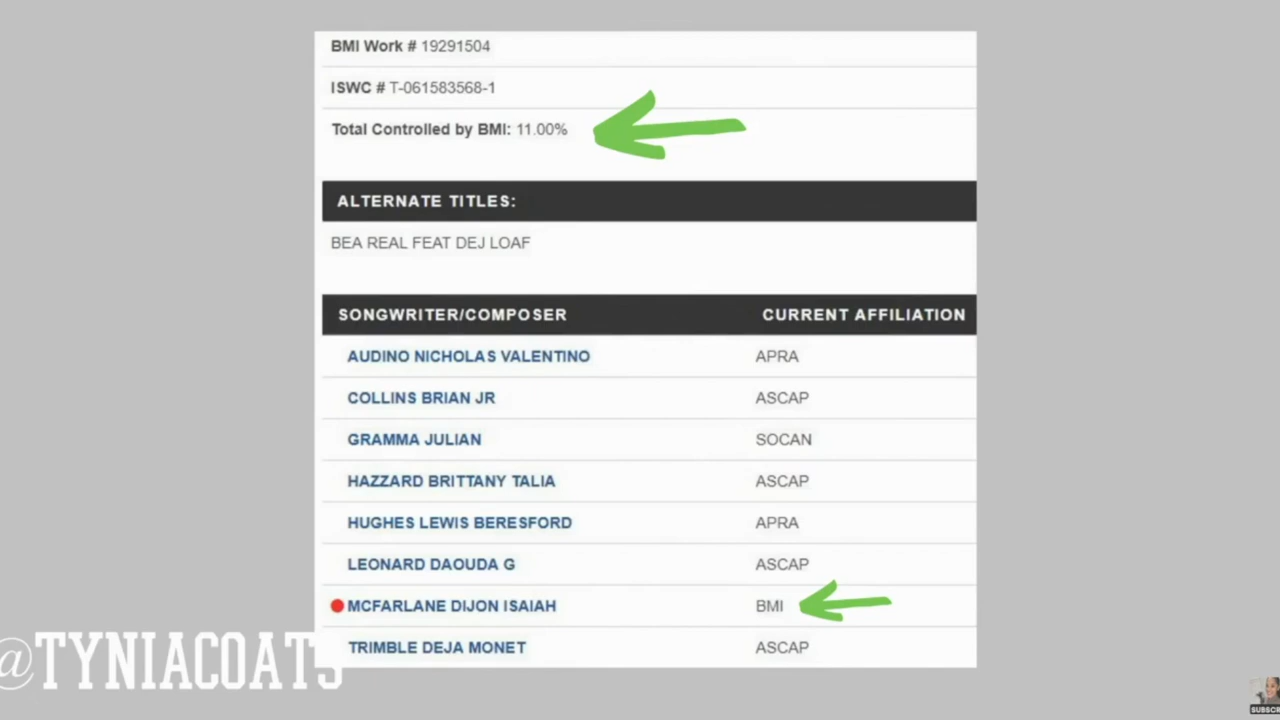 BMI Work # 19291504
ISWC # T-061583568-1
Total Controlled by BMI: 11.00%
ALTERNATE TITLES:
BEA REAL FEAT DEJ LOAF
SONGWRITER/COMPOSER CURRENT AFFILIATION
AUDINO NICHOLAS VALENTINO APRA
COLLINS BRIAN JR ASCAP
GRAMMA JULIAN SOCAN
HAZZARD BRITTANY TALIA ASCAP
HUGHES LEWIS BERESFORD APRA
LEONARD DAOUDA G ASCAP
MCFARLANE DIJON ISAIAH BMI
TRIMBLE DEJA MONET ASCAP
@TYNIACOATS
SUBSCR